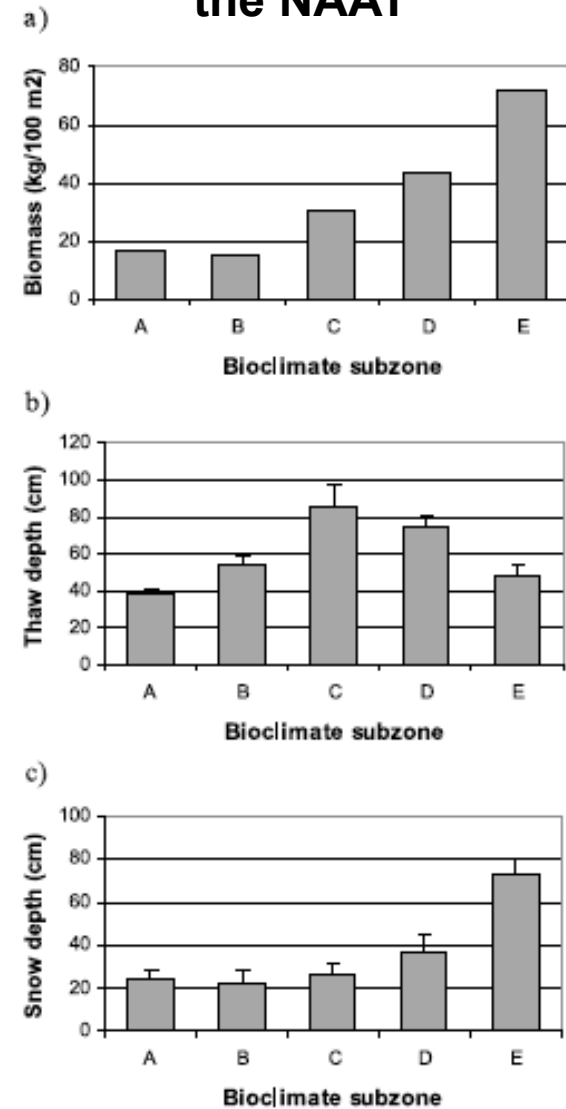 the NAAT
a)
80
60
40
20
0
Biomass (kg/100 m2)
A B C D E
Bioclimate subzone
b)
120
100
80
60
40
20
0
Thaw depth (cm)
A B C D E
Bioclimate subzone
c)
100
80
60
40
20
0
Snow depth (cm)
A B C D E
Bioclimate subzone